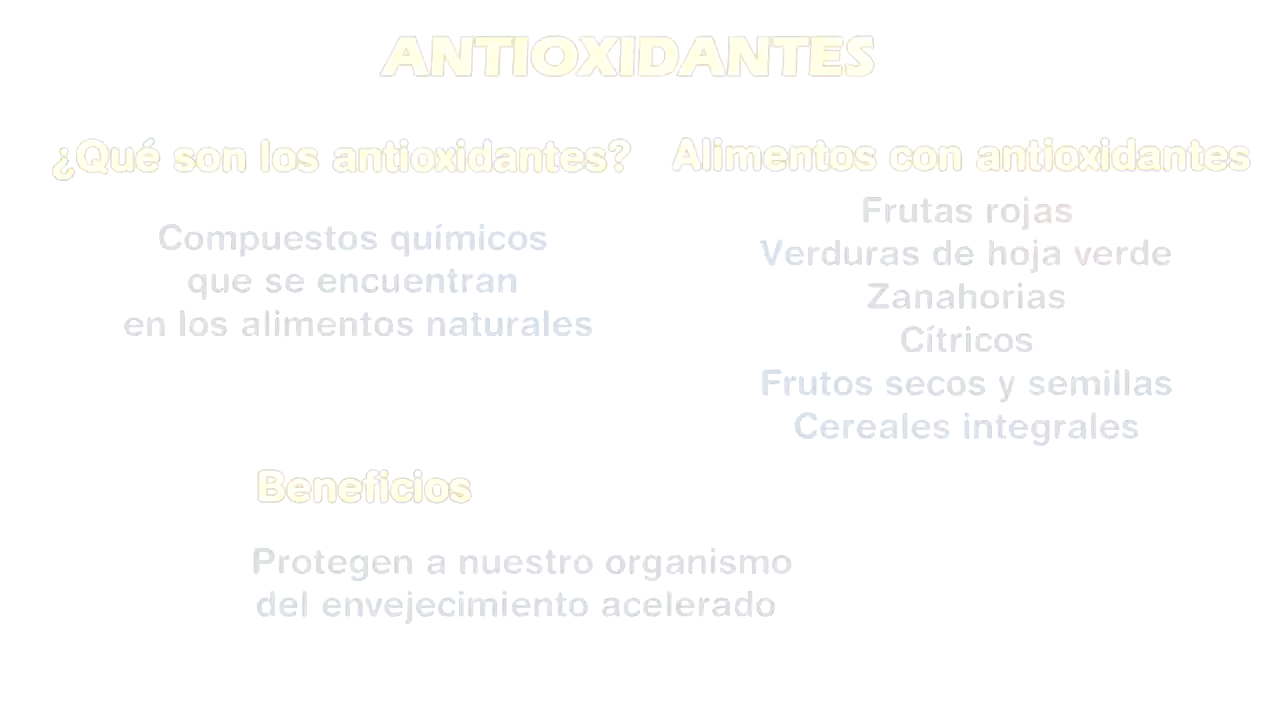 ANTIOXIDANTES
¿Qué son los antioxidantes?
Compuestos químicos
que se encuentran
en los alimentos naturales
Alimentos con antioxidantes
Frutas rojas
Verduras de hoja verde
Zanahorias
Cítricos
Frutos secos y semillas
Cereales integrales
Beneficios
Protegen a nuestro organismo
del envejecimiento acelerado